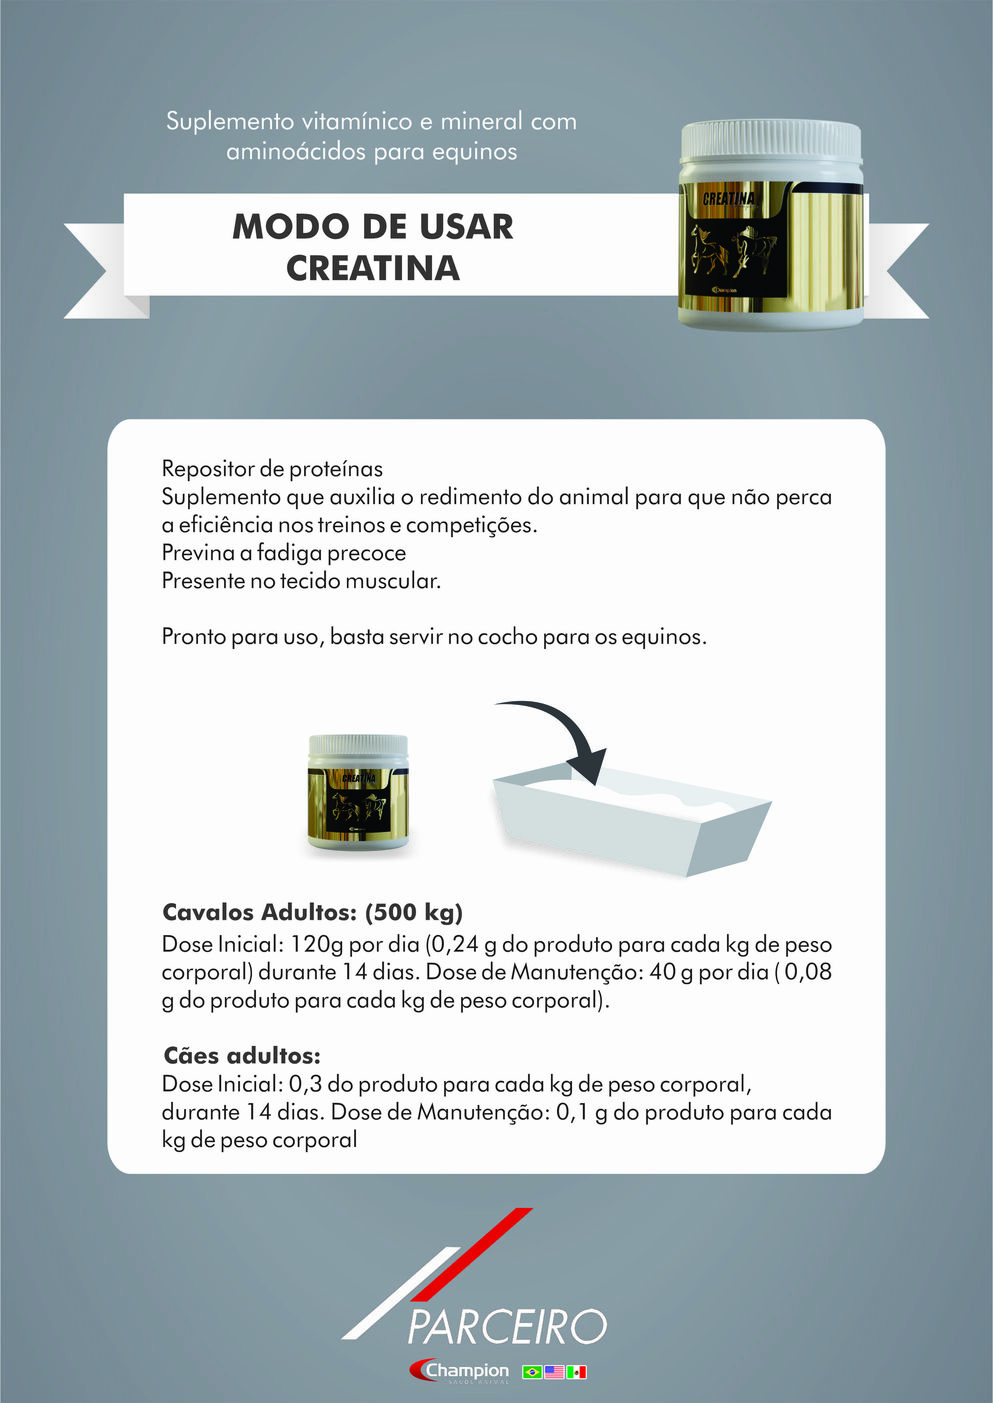 Suplemento vitamínico e mineral com
aminoácidos para equinos
MODO DE USAR
CREATINA
CREATINA
Champion
Repositor de proteínas
Suplemento que auxilia o redimento do animal para que não perca
a eficiência nos treinos e competições.
Previna a fadiga precoce
Presente no tecido muscular.
Pronto para uso, basta servir no cocho para os equinos.
CREATINA
Cavalos Adultos: (500 kg)
Dose Inicial: 120g por dia (0,24 g do produto para cada kg de peso
corporal) durante 14 dias. Dose de Manutenção: 40 g por dia ( 0,08
g do produto para cada kg de peso corporal).
Cães adultos:
Dose Inicial: 0,3 do produto para cada kg de peso corporal,
durante 14 dias. Dose de Manutenção: 0,1 g do produto para cada
kg de peso corporal
PARCEIRO
Champion
SAÚDE ANIMAL